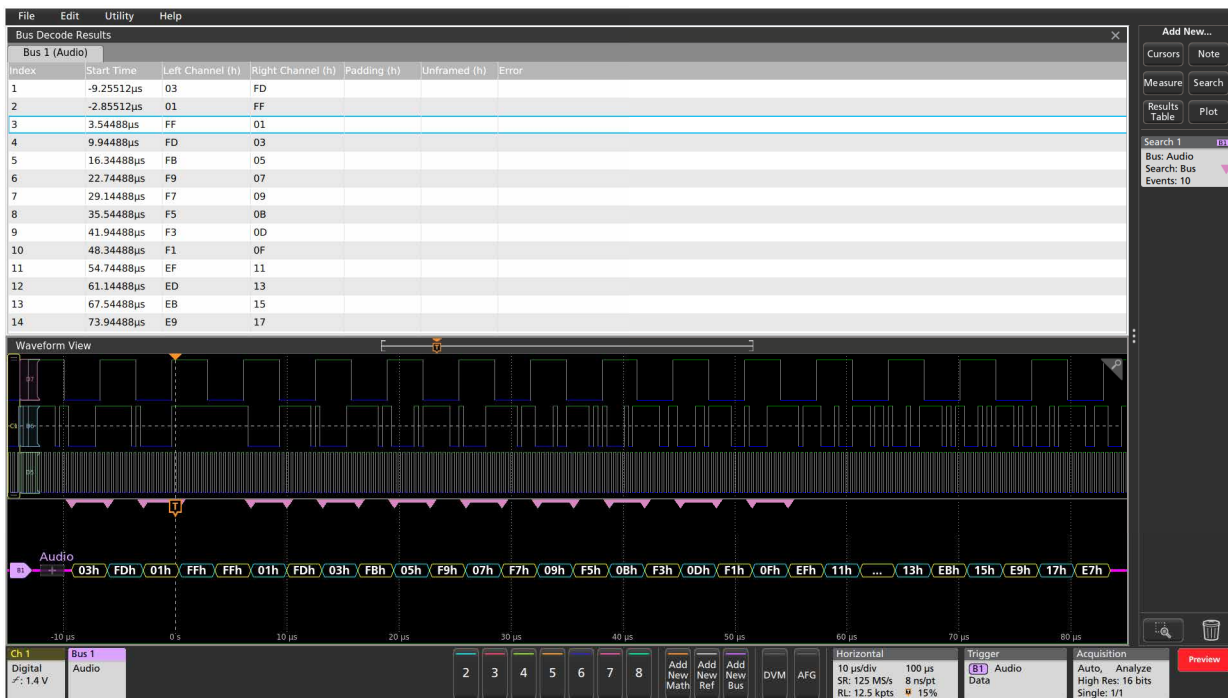 File Edit Utility Help
Bus Decode Results
Bus 1 (Audio)
Index Start Time Left Channel (h) Right Channel (h) Padding (h) Unframed (h) Error
1 -9.25512µs 03 FD
2 -2.85512µs 01 FF
3 3.54488µs FF 01
4 9.94488µs FD 03
5 16.34488µs FB 05
6 22.74488µs F9 07
7 29.14488µs F7 09
8 35.54488µs F5 0B
9 41.94488µs F3 0D
10 48.34488µs F1 0F
11 54.74488µs EF 11
12 61.14488µs ED 13
13 67.54488µs EB 15
14 73.94488µs E9 17
Waveform View
T
D7
C1 D6
D5
T
Audio
B1 + 03h FDh 01h FFh FFh 01h FDh 03h FBh 05h F9h 07h F7h 09h F5h 0Bh F3h 0Dh F1h 0Fh EFh 11h ... 13h EBh 15h E9h 17h E7h
-10 µs 0 s 10 µs 20 µs 30 µs 40 µs 50 µs 60 µs 70 µs 80 µs
Add New...
Cursors Note
Measure Search
Results Table Plot
Search 1 B1
Bus: Audio
Search: Bus
Events: 10
Ch 1
Digital
1.4 V
Bus 1
Audio
2 3 4 5 6 7 8
Add New Math
Add New Ref
Add New Bus
DVM AFG
Horizontal
10 µs/div 100 µs
SR: 125 MS/s 8 ns/pt
RL: 12.5 kpts 15%
Trigger
B1 Audio
Data
Acquisition
Auto, Analyze
High Res: 16 bits
Single: 1/1
Preview